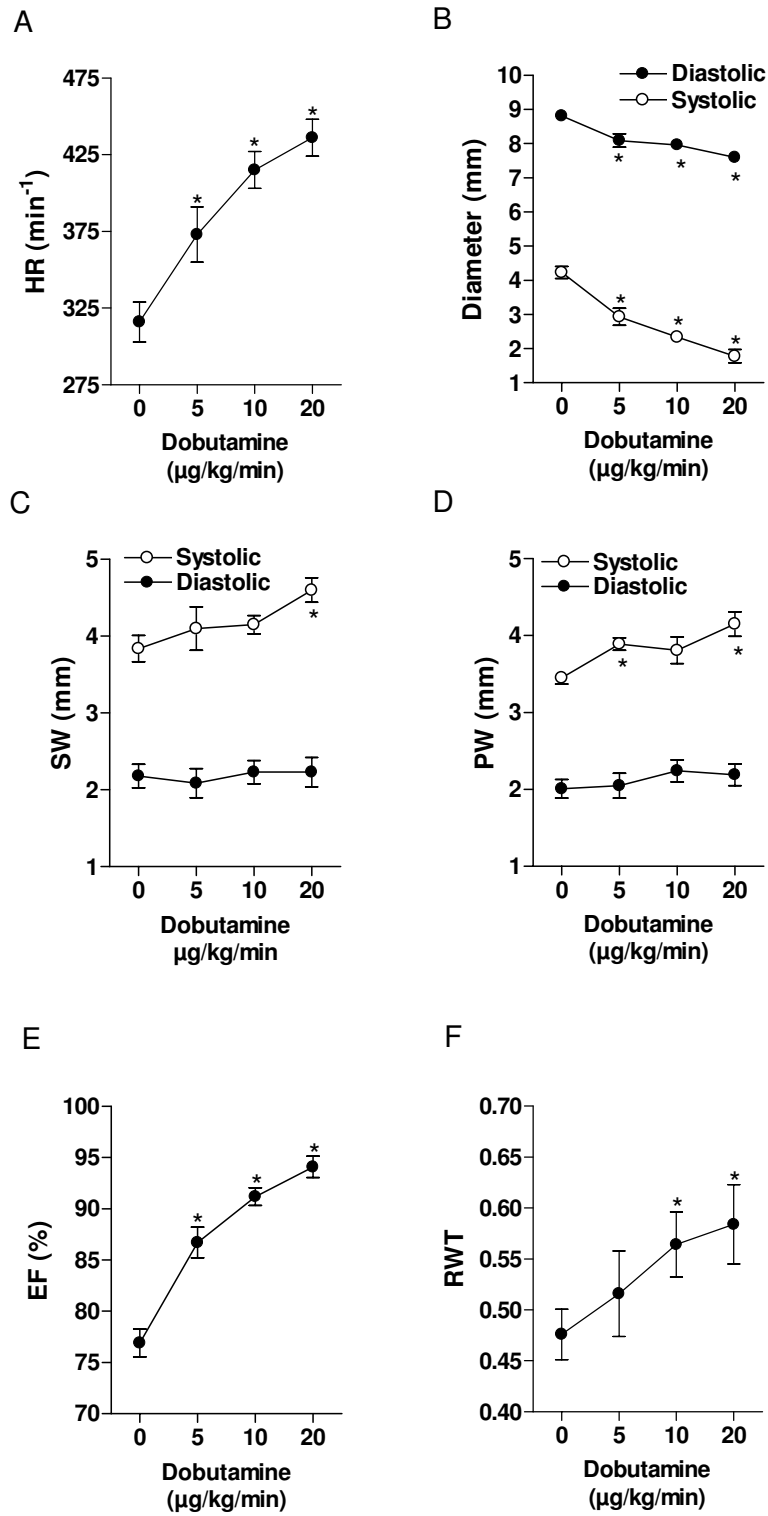 A
475
425
375
325
275
HR (min-1)
* * * *
0 5 10 20
Dobutamine
(µg/kg/min)
B
Diastolic
Systolic
10
9
8
7
6
5
4
3
2
1
Diameter (mm)
* * *
* * *
0 5 10 20
Dobutamine
(µg/kg/min)
C
Systolic
Diastolic
5
4
3
2
1
SW (mm)
*
0 5 10 20
Dobutamine
µg/kg/min
D
Systolic
Diastolic
5
4
3
2
1
PW (mm)
* *
0 5 10 20
Dobutamine
(µg/kg/min)
E
100
95
90
85
80
75
70
EF (%)
* * *
0 5 10 20
Dobutamine
(µg/kg/min)
F
0.70
0.65
0.60
0.55
0.50
0.45
0.40
RWT
* *
0 5 10 20
Dobutamine
(µg/kg/min)